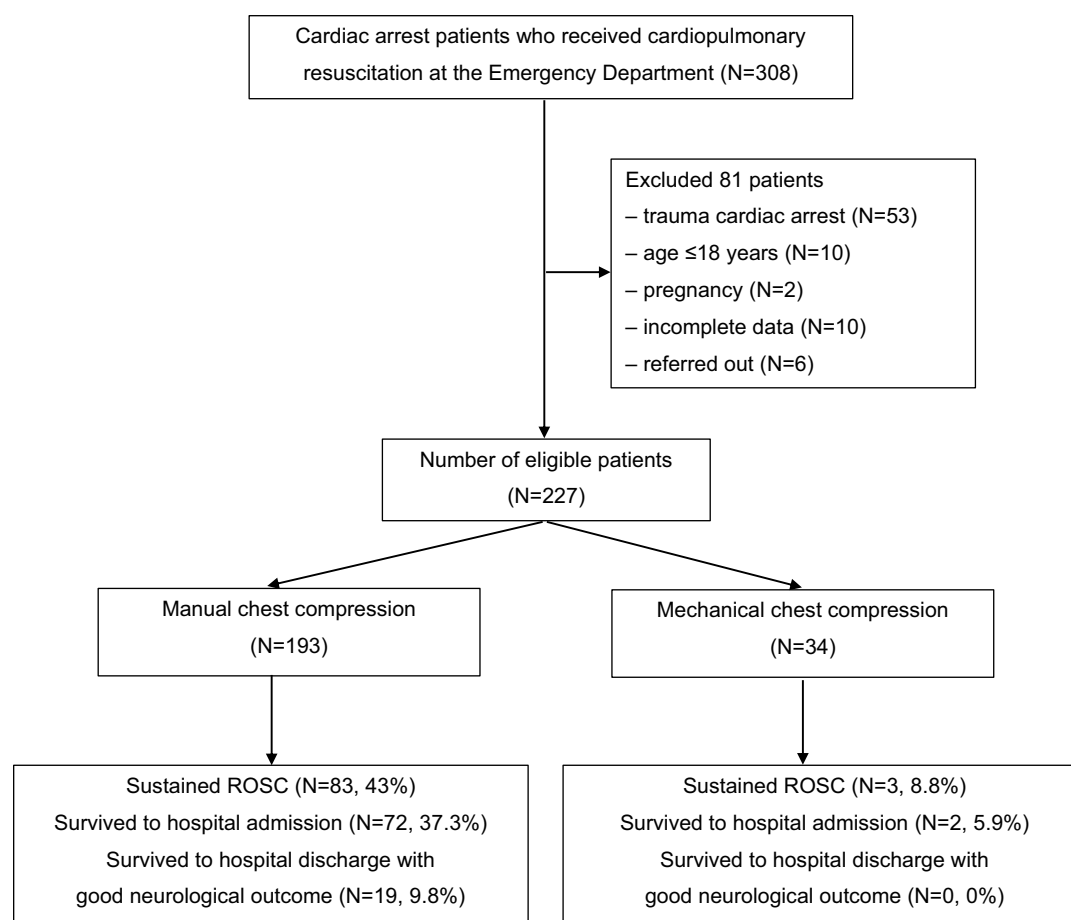 Cardiac arrest patients who received cardiopulmonary
resuscitation at the Emergency Department (N=308)
Excluded 81 patients
– trauma cardiac arrest (N=53)
– age ≤18 years (N=10)
– pregnancy (N=2)
– incomplete data (N=10)
– referred out (N=6)
Number of eligible patients
(N=227)
Manual chest compression
(N=193)
Mechanical chest compression
(N=34)
Sustained ROSC (N=83, 43%)
Survived to hospital admission (N=72, 37.3%)
Survived to hospital discharge with
good neurological outcome (N=19, 9.8%)
Sustained ROSC (N=3, 8.8%)
Survived to hospital admission (N=2, 5.9%)
Survived to hospital discharge with
good neurological outcome (N=0, 0%)